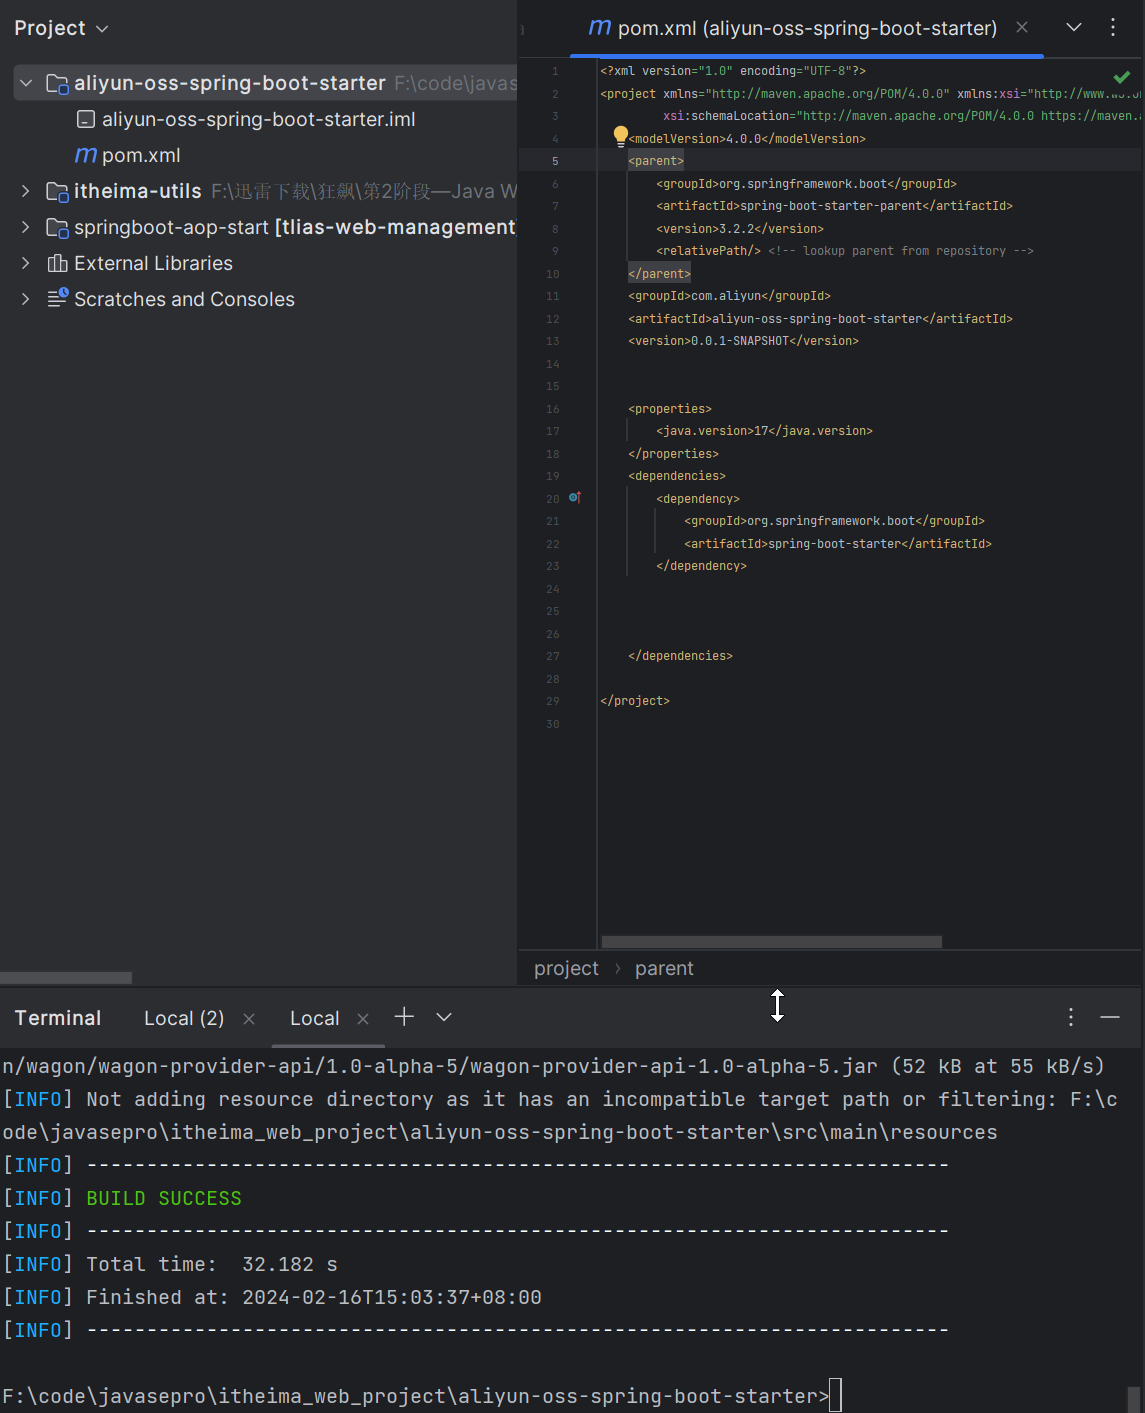 Project
aliyun-oss-spring-boot-starter F:\code\javas
aliyun-oss-spring-boot-starter.iml
pom.xml
itheima-utils F:\迅雷下载\狂飙\第2阶段—Java W
springboot-aop-start [tlias-web-management
External Libraries
Scratches and Consoles
pom.xml (aliyun-oss-spring-boot-starter)
1 <?xml version="1.0" encoding="UTF-8"?>
2 <project xmlns="http://maven.apache.org/POM/4.0.0" xmlns:xsi="http://www.w3.or
3 xsi:schemaLocation="http://maven.apache.org/POM/4.0.0 https://maven.a
4 <modelVersion>4.0.0</modelVersion>
5 <parent>
6 <groupId>org.springframework.boot</groupId>
7 <artifactId>spring-boot-starter-parent</artifactId>
8 <version>3.2.2</version>
9 <relativePath/> <!-- lookup parent from repository -->
10 </parent>
11 <groupId>com.aliyun</groupId>
12 <artifactId>aliyun-oss-spring-boot-starter</artifactId>
13 <version>0.0.1-SNAPSHOT</version>
14
15
16 <properties>
17 <java.version>17</java.version>
18 </properties>
19 <dependencies>
20 <dependency>
21 <groupId>org.springframework.boot</groupId>
22 <artifactId>spring-boot-starter</artifactId>
23 </dependency>
24
25
26
27 </dependencies>
28
29 </project>
30
project › parent
Terminal Local (2) Local
n/wagon/wagon-provider-api/1.0-alpha-5/wagon-provider-api-1.0-alpha-5.jar (52 kB at 55 kB/s)
[INFO] Not adding resource directory as it has an incompatible target path or filtering: F:\c
ode\javasepro\itheima_web_project\aliyun-oss-spring-boot-starter\src\main\resources
[INFO] ------------------------------------------------------------------------
[INFO] BUILD SUCCESS
[INFO] ------------------------------------------------------------------------
[INFO] Total time:  32.182 s
[INFO] Finished at: 2024-02-16T15:03:37+08:00
[INFO] ------------------------------------------------------------------------
F:\code\javasepro\itheima_web_project\aliyun-oss-spring-boot-starter>